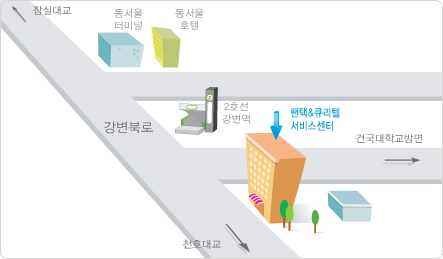 잠실대교
동서울
터미널
동서울
호텔
2호선
강변역
팬택&큐리텔
서비스센터
강변북로
건국대학교방면
천호대교